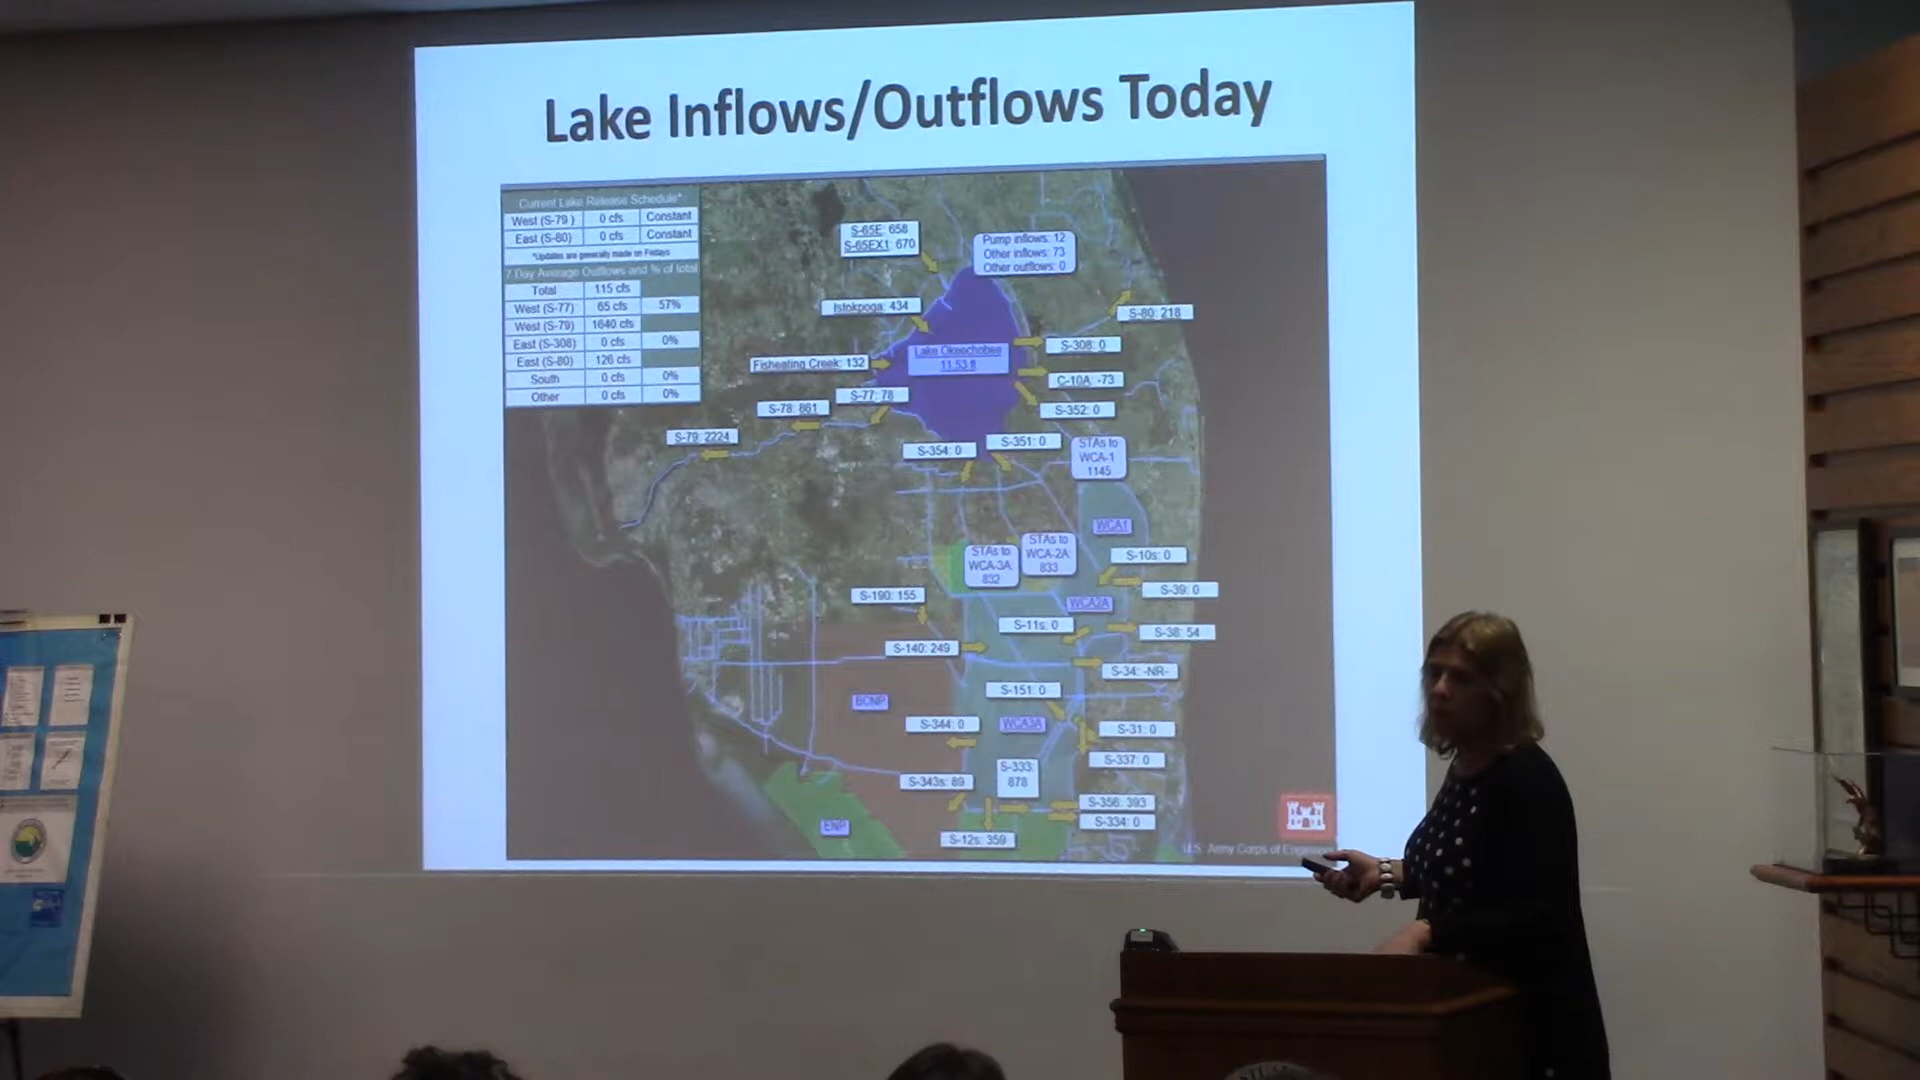 Lake Inflows/Outflows Today
Current Lake Release Schedule*
West (S-79 ) 0 cfs Constant
East (S-80) 0 cfs Constant
*Updates are generally made on Fridays
7 Day Average Outflows and % of total
Total 115 cfs
West (S-77) 65 cfs 57%
West (S-79) 1640 cfs
East (S-308) 0 cfs 0%
East (S-80) 126 cfs
South 0 cfs 0%
Other 0 cfs 0%
S-65E: 658
S-65EX1: 670
Pump inflows: 12
Other inflows: 73
Other outflows: 0
Istokpoga: 434
S-80: 218
S-308: 0
Lake Okeechobee
11.53 ft
Fisheating Creek: 132
C-10A: -73
S-77: 78
S-78: 861
S-352: 0
S-79: 2224
S-354: 0
S-351: 0
STAs to
WCA-1
1145
WCA1
STAs to
WCA-3A:
832
STAs to
WCA-2A:
833
S-10s: 0
S-39: 0
S-190: 155
WCA2A
S-11s: 0
S-38: 54
S-140: 249
S-34: -NR-
S-151: 0
BCNP
S-344: 0
WCA3A
S-31: 0
S-337: 0
S-343s: 89
S-333:
878
S-356: 393
S-334: 0
ENP
S-12s: 359
U.S. Army Corps of